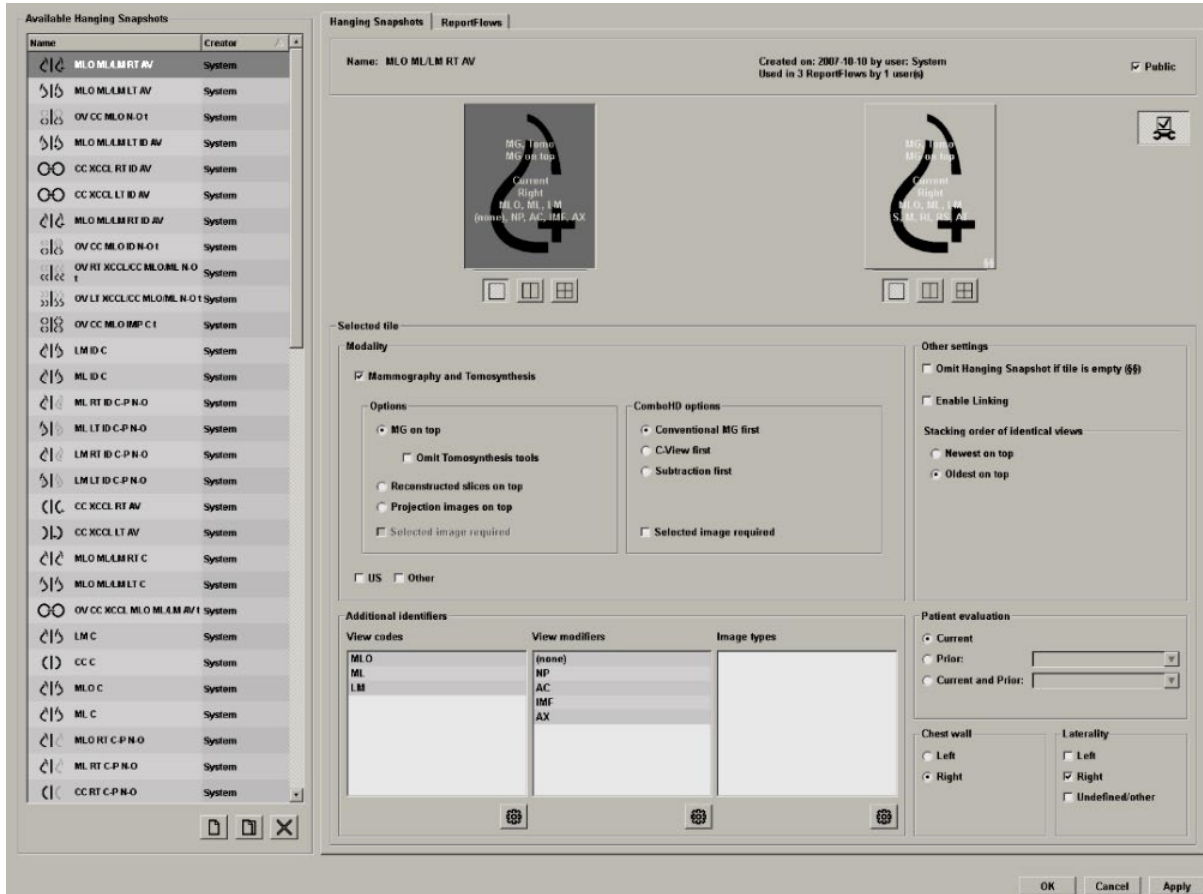 Available Hanging Snapshots
Name Creator
MLO ML/LM RT AV System
MLO ML/LM LT AV System
OV CC MLO N-O t System
MLO ML/LM LT ID AV System
CC XCCL RT ID AV System
CC XCCL LT ID AV System
MLO ML/LM RT ID AV System
OV CC MLO ID N-O t System
OV RT XCCL/CC MLO/ML N-O t System
OV LT XCCL/CC MLO/ML N-O t System
OV CC MLO IMP C t System
LM ID C System
ML ID C System
ML RT ID C-P N-O System
ML LT ID C-P N-O System
LM RT ID C-P N-O System
LM LT ID C-P N-O System
CC XCCL RT AV System
CC XCCL LT AV System
MLO ML/LM RT C System
MLO ML/LM LT C System
OV CC XCCL MLO ML/LM AV t System
LM C System
CC C System
MLO C System
ML C System
MLO RT C-P N-O System
ML RT C-P N-O System
CC RT C-P N-O System
Hanging Snapshots ReportFlows
Name: MLO ML/LM RT AV
Created on: 2007-10-10 by user: System
Used in 3 ReportFlows by 1 user(s)
Public
MG, Tomo
MG on top
Current
Right
MLO, ML, LM
(none), NP, AC, IMF, AX
MG, Tomo
MG on top
Current
Right
MLO, ML, LM
S, M, RI, RS, AT
§§
Selected tile
Modality
Mammography and Tomosynthesis
Options
MG on top
Omit Tomosynthesis tools
Reconstructed slices on top
Projection images on top
Selected image required
ComboHD options
Conventional MG first
C-View first
Subtraction first
Selected image required
US Other
Other settings
Omit Hanging Snapshot if tile is empty (§§)
Enable Linking
Stacking order of identical views
Newest on top
Oldest on top
Additional identifiers
View codes
MLO
ML
LM
View modifiers
(none)
NP
AC
IMF
AX
Image types
Patient evaluation
Current
Prior:
Current and Prior:
Chest wall
Left
Right
Laterality
Left
Right
Undefined/other
OK Cancel Apply